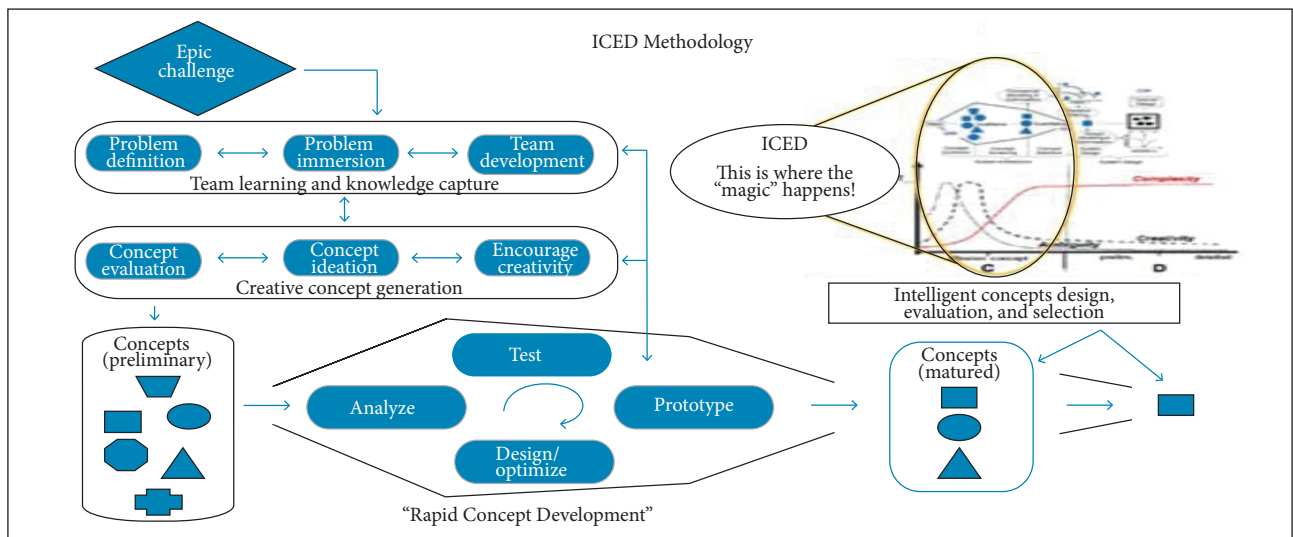 ICED Methodology
Epic
challenge
Problem
definition
Problem
immersion
Team
development
Team learning and knowledge capture
Concept
evaluation
Concept
ideation
Encourage
creativity
Creative concept generation
ICED
This is where the
“magic” happens!
Complexity
Creativity
Ambiguity
C
D
Intelligent concepts design,
evaluation, and selection
Concepts
(preliminary)
Test
Analyze
Prototype
Design/
optimize
“Rapid Concept Development”
Concepts
(matured)